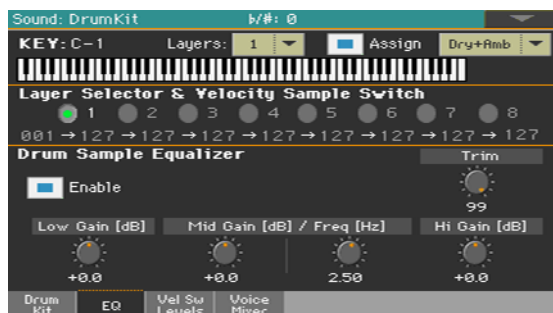 Sound: DrumKit ♭/#: 0
KEY: C-1 Layers: 1 Assign Dry+Amb
Layer Selector & Velocity Sample Switch
1 2 3 4 5 6 7 8
001 → 127 → 127 → 127 → 127 → 127 → 127 → 127 → 127
Drum Sample Equalizer Trim
Enable
99
Low Gain [dB] Mid Gain [dB] / Freq [Hz] Hi Gain [dB]
+0.0 +0.0 2.50 +0.0
Drum Kit EQ Vel Sw Levels Voice Mixer